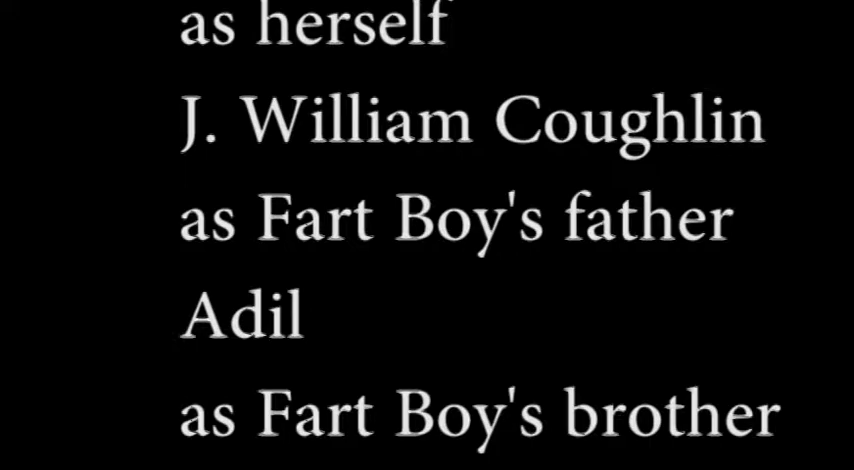 as herself
J. William Coughlin
as Fart Boy's father
Adil
as Fart Boy's brother